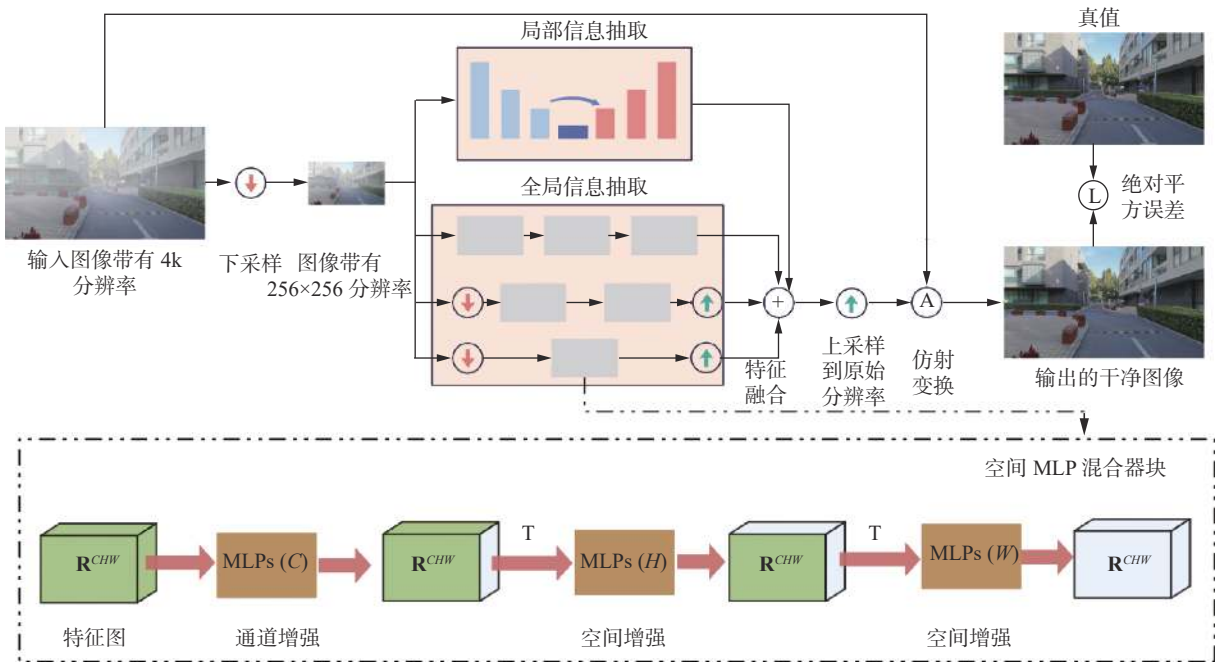 局部信息抽取
真值
输入图像带有 4k
分辨率
下采样
图像带有
256×256 分辨率
全局信息抽取
+
特征
融合
上采样
到原始
分辨率
A
仿射
变换
L
绝对平
方误差
输出的干净图像
空间 MLP 混合器块
R^{CHW}
MLPs (C)
R^{CHW}
T
MLPs (H)
R^{CHW}
T
MLPs (W)
R^{CHW}
特征图
通道增强
空间增强
空间增强